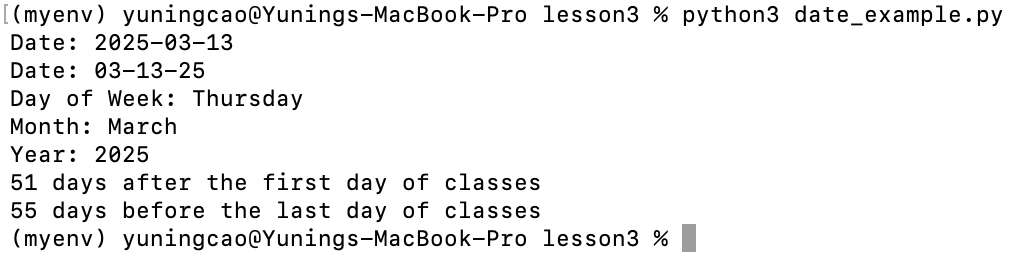 (myenv) yuningcao@Yunings-MacBook-Pro lesson3 % python3 date_example.py
Date: 2025-03-13
Date: 03-13-25
Day of Week: Thursday
Month: March
Year: 2025
51 days after the first day of classes
55 days before the last day of classes
(myenv) yuningcao@Yunings-MacBook-Pro lesson3 %